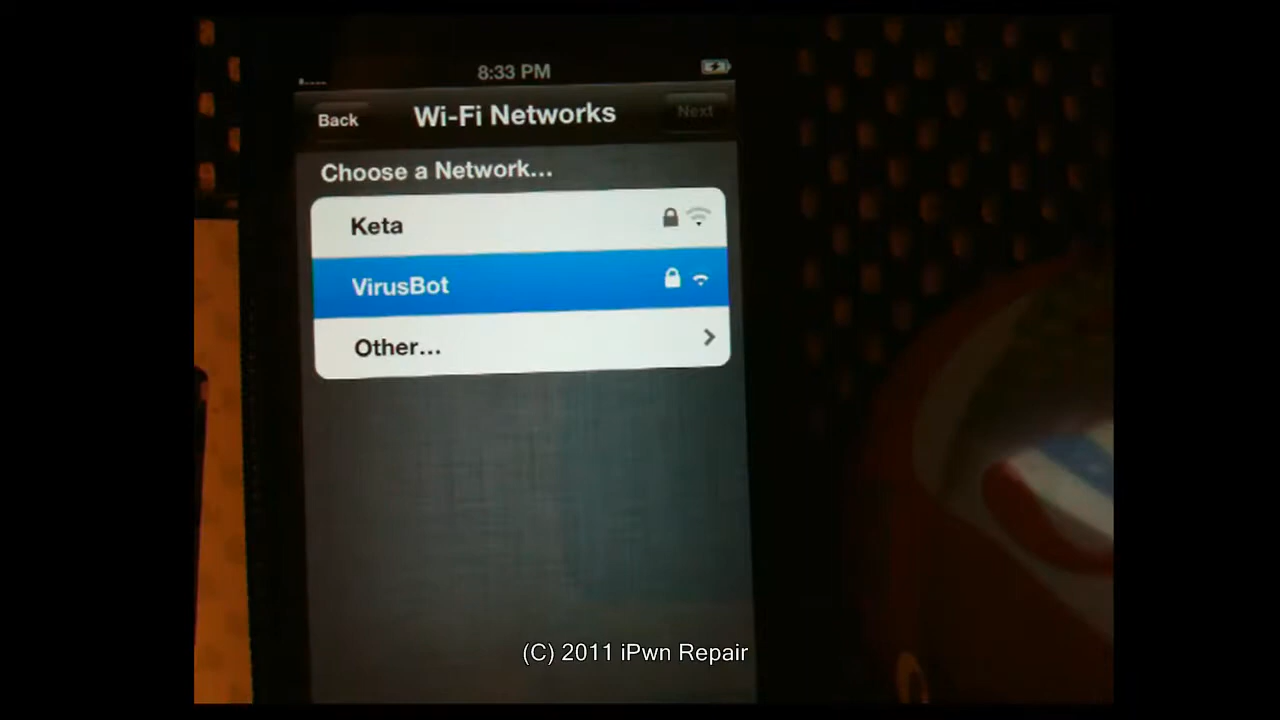 8:33 PM
Back
Wi-Fi Networks
Next
Choose a Network...
Keta
VirusBot
Other...
(C) 2011 iPwn Repair